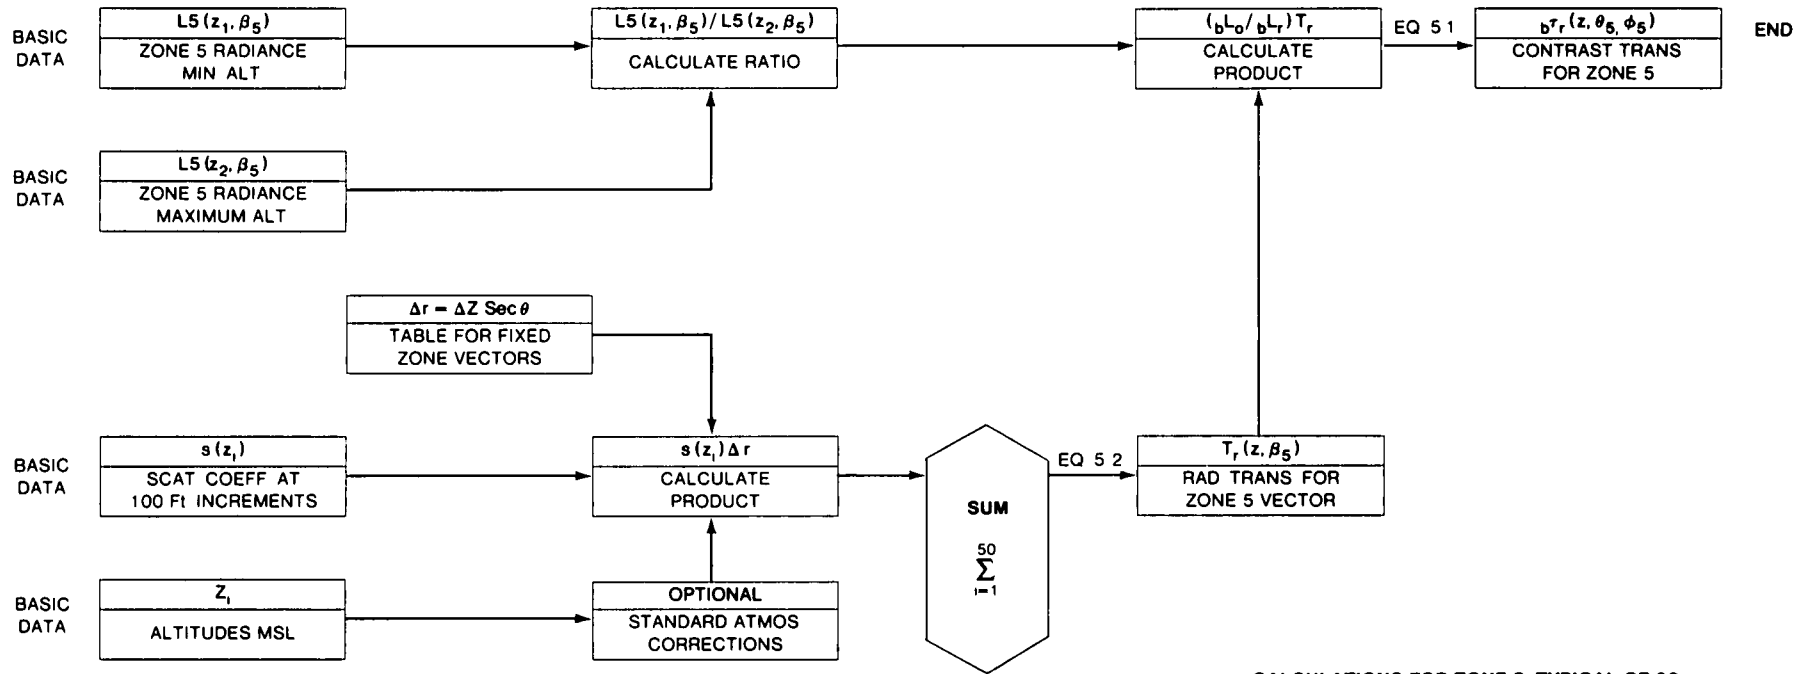 BASIC
DATA
L5(z₁, β₅)
ZONE 5 RADIANCE
MIN ALT
L5(z₁, β₅)/L5(z₂, β₅)
CALCULATE RATIO
(bL₀/bLᵣ)Tᵣ
CALCULATE
PRODUCT
EQ 5 1
bτᵣ(z, θ₅, ϕ₅)
CONTRAST TRANS
FOR ZONE 5
END
BASIC
DATA
L5(z₂, β₅)
ZONE 5 RADIANCE
MAXIMUM ALT
Δr = ΔZ Sec θ
TABLE FOR FIXED
ZONE VECTORS
BASIC
DATA
s(zᵢ)
SCAT COEFF AT
100 Ft INCREMENTS
s(zᵢ)Δr
CALCULATE
PRODUCT
SUM
50
Σ
i=1
EQ 5 2
Tᵣ(z, β₅)
RAD TRANS FOR
ZONE 5 VECTOR
BASIC
DATA
Zᵢ
ALTITUDES MSL
OPTIONAL
STANDARD ATMOS
CORRECTIONS